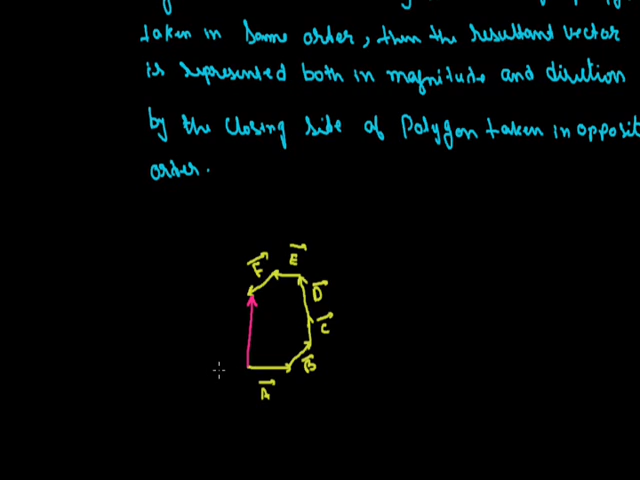 taken in same order, then the resultant vector
is represented both in magnitude and direction
by the closing side of Polygon taken in opposit
order.
E
F
D
C
B
A